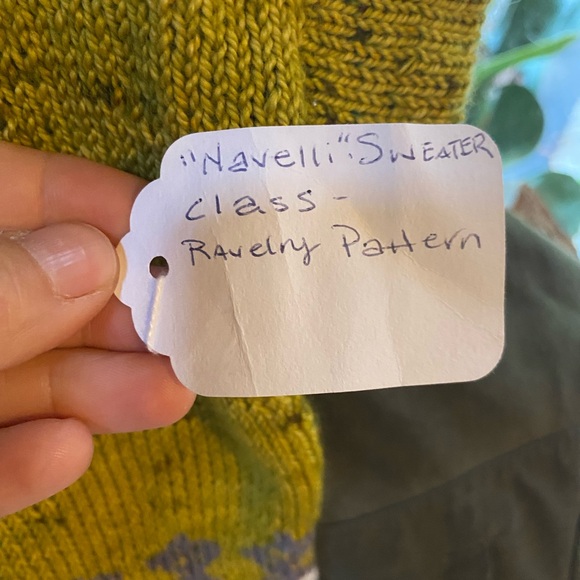 "Navelli" SWEATER
class -
Ravelry Pattern